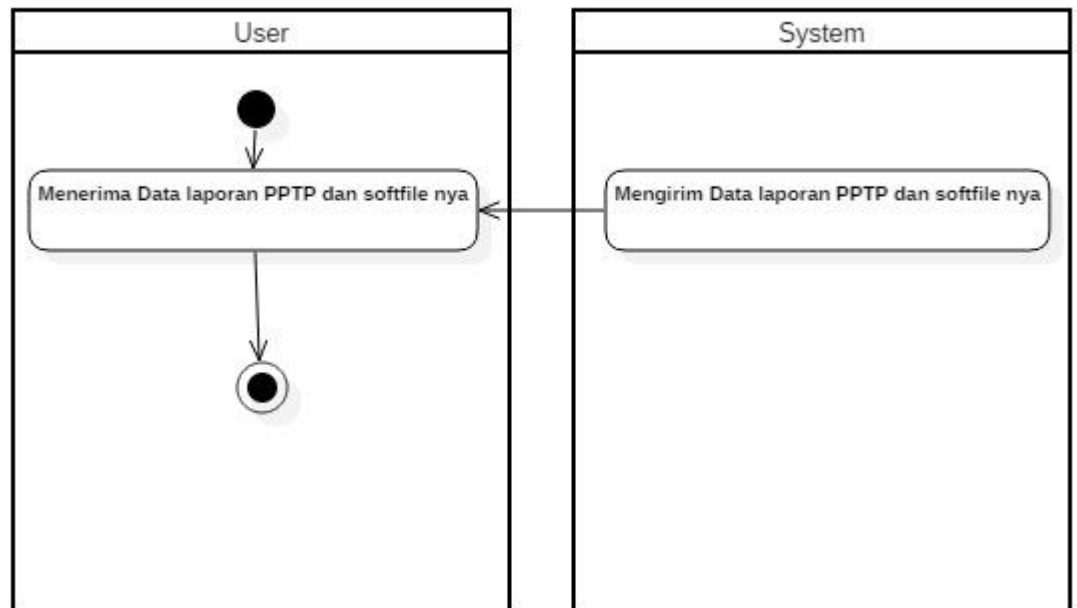 User
System
Menerima Data laporan PPTP dan softfile nya
Mengirim Data laporan PPTP dan softfile nya